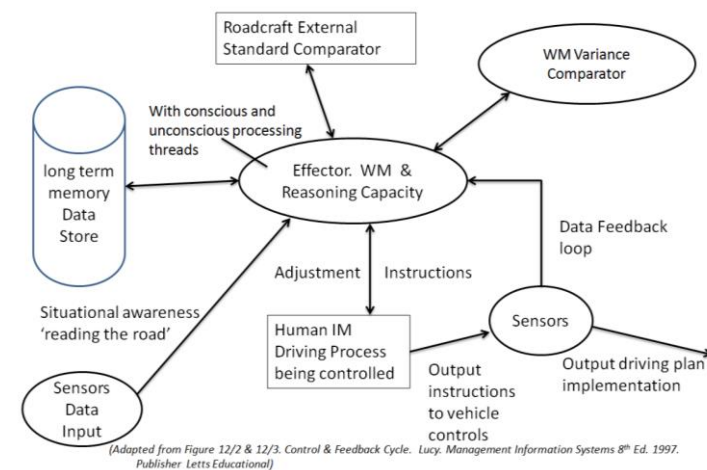 Roadcraft External
Standard Comparator
WM Variance
Comparator
With conscious and
unconscious processing
threads
long term
memory
Data
Store
Effector. WM &
Reasoning Capacity
Data Feedback
loop
Adjustment
Instructions
Situational awareness
‘reading the road’
Human IM
Driving Process
being controlled
Sensors
Sensors
Data
Input
Output
instructions
to vehicle
controls
Output driving plan
implementation
(Adapted from Figure 12/2 & 12/3. Control & Feedback Cycle. Lucy. Management Information Systems 8th Ed. 1997.
Publisher Letts Educational)